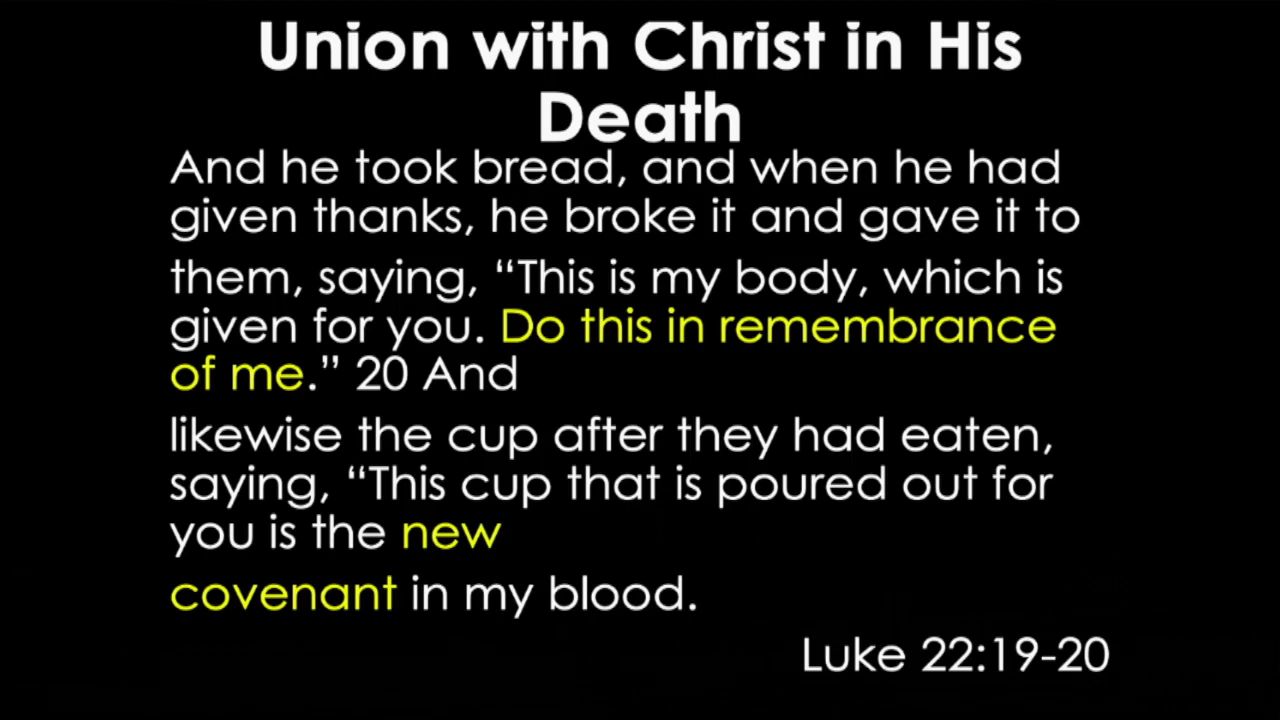 Union with Christ in His
Death
And he took bread, and when he had
given thanks, he broke it and gave it to
them, saying, “This is my body, which is
given for you. Do this in remembrance
of me.” 20 And
likewise the cup after they had eaten,
saying, “This cup that is poured out for
you is the new
covenant in my blood.
Luke 22:19-20